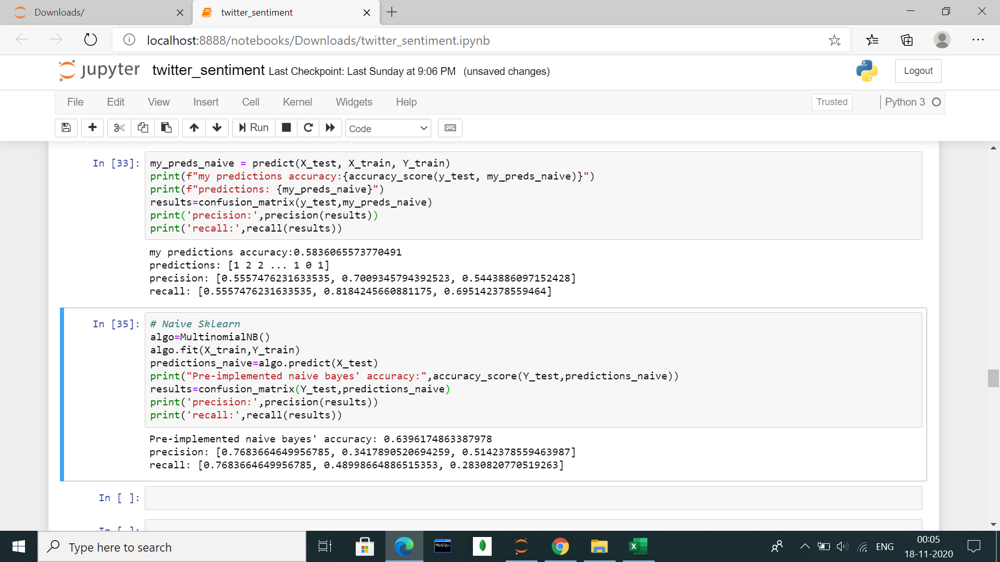 Downloads/
twitter_sentiment
localhost:8888/notebooks/Downloads/twitter_sentiment.ipynb
jupyter twitter_sentiment Last Checkpoint: Last Sunday at 9:06 PM (unsaved changes)
Logout
File Edit View Insert Cell Kernel Widgets Help
Trusted
Python 3
Run
Code
In [33]:
my_preds_naive = predict(X_test, X_train, Y_train)
print(f"my predictions accuracy:{accuracy_score(y_test, my_preds_naive)}")
print(f"predictions: {my_preds_naive}")
results=confusion_matrix(y_test,my_preds_naive)
print('precision:',precision(results))
print('recall:',recall(results))
my predictions accuracy:0.5836065573770491
predictions: [1 2 2 ... 1 0 1]
precision: [0.5557476231633535, 0.7009345794392523, 0.5443886097152428]
recall: [0.5557476231633535, 0.8184245660881175, 0.695142378559464]
In [35]:
# Naive Sklearn
algo=MultinomialNB()
algo.fit(X_train,Y_train)
predictions_naive=algo.predict(X_test)
print("Pre-implemented naive bayes' accuracy:",accuracy_score(Y_test,predictions_naive))
results=confusion_matrix(Y_test,predictions_naive)
print('precision:',precision(results))
print('recall:',recall(results))
Pre-implemented naive bayes' accuracy: 0.6396174863387978
precision: [0.7683664649956785, 0.3417890520694259, 0.5142378559463987]
recall: [0.7683664649956785, 0.48998664886515353, 0.2830820770519263]
In [ ]:
In [ ]:
Type here to search
MySQL
ENG
00:05
18-11-2020